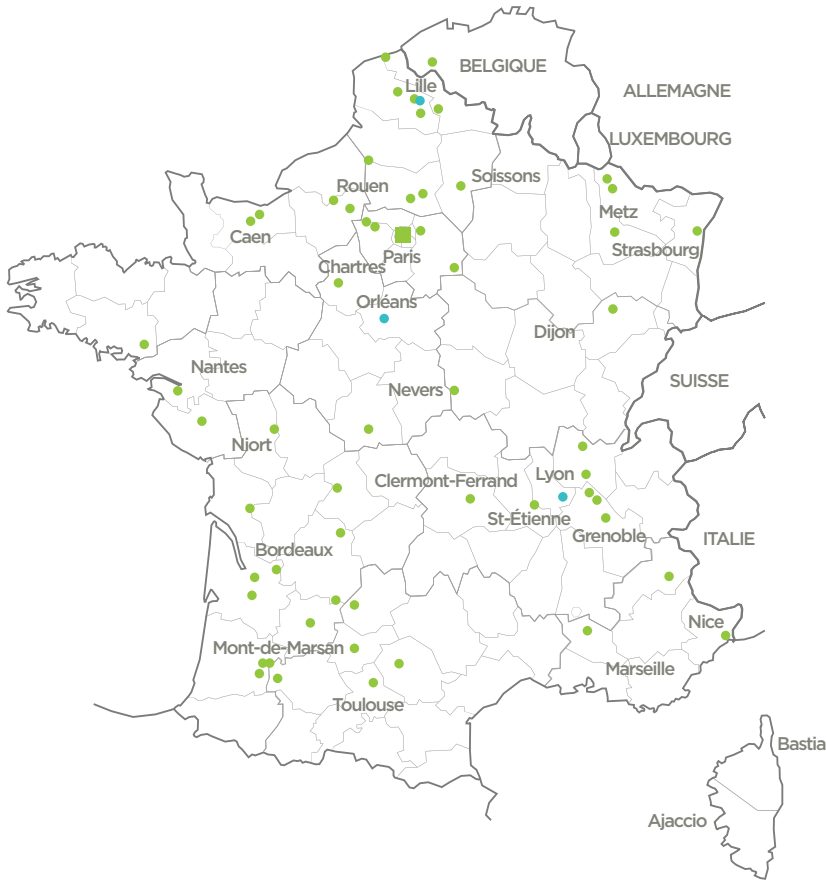 BELGIQUE
Lille
ALLEMAGNE
LUXEMBOURG
Soissons
Rouen
Metz
Caen
Strasbourg
Paris
Chartres
Orléans
Dijon
Nantes
SUISSE
Nevers
Niort
Lyon
Clermont-Ferrand
St-Étienne
Grenoble
ITALIE
Bordeaux
Nice
Mont-de-Marsan
Marseille
Toulouse
Bastia
Ajaccio